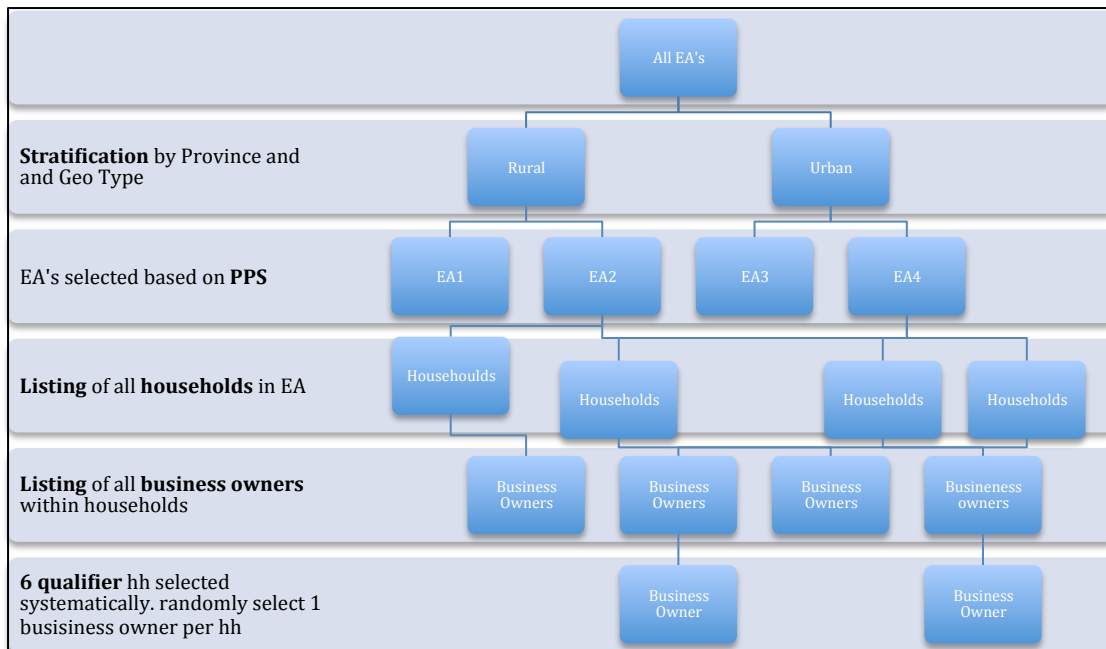 All EA's
Stratification by Province and
and Geo Type
Rural
Urban
EA's selected based on PPS
EA1
EA2
EA3
EA4
Listing of all households in EA
Househoulds
Households
Households
Households
Listing of all business owners
within households
Business
Owners
Business
Owners
Business
Owners
Busineness
owners
6 qualifier hh selected
systematically. randomly select 1
busisiness owner per hh
Business
Owner
Business
Owner